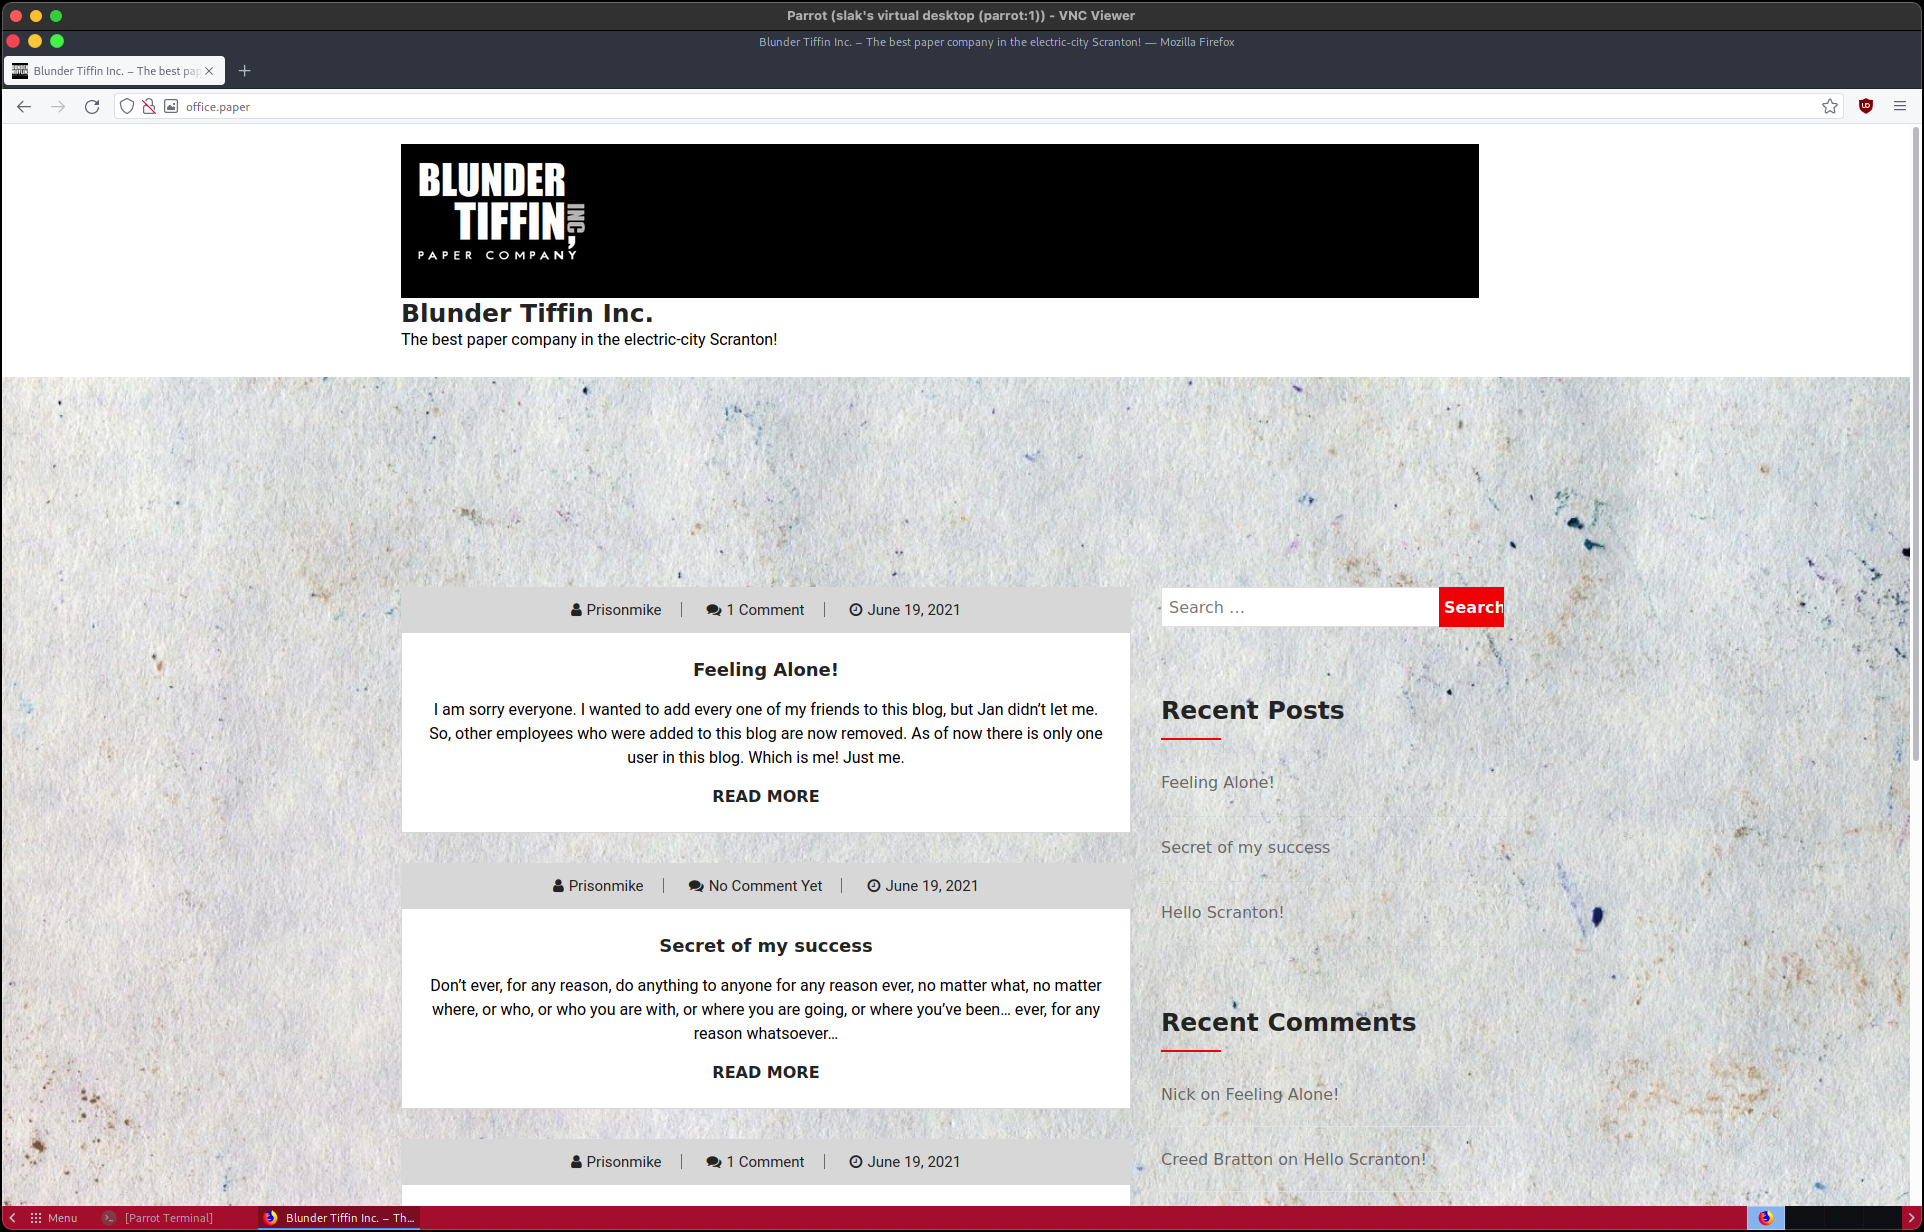 Parrot (slak's virtual desktop (parrot:1)) - VNC Viewer
Blunder Tiffin Inc. – The best paper company in the electric-city Scranton! — Mozilla Firefox
Blunder Tiffin Inc. – The best pap
office.paper
BLUNDER
TIFFIN, INC
PAPER COMPANY
Blunder Tiffin Inc.
The best paper company in the electric-city Scranton!
Prisonmike
1 Comment
June 19, 2021
Feeling Alone!
I am sorry everyone. I wanted to add every one of my friends to this blog, but Jan didn’t let me.
So, other employees who were added to this blog are now removed. As of now there is only one
user in this blog. Which is me! Just me.
READ MORE
Prisonmike
No Comment Yet
June 19, 2021
Secret of my success
Don’t ever, for any reason, do anything to anyone for any reason ever, no matter what, no matter
where, or who, or who you are with, or where you are going, or where you’ve been… ever, for any
reason whatsoever…
READ MORE
Prisonmike
1 Comment
June 19, 2021
Search …
Search
Recent Posts
Feeling Alone!
Secret of my success
Hello Scranton!
Recent Comments
Nick on Feeling Alone!
Creed Bratton on Hello Scranton!
Menu
[Parrot Terminal]
Blunder Tiffin Inc. – Th...